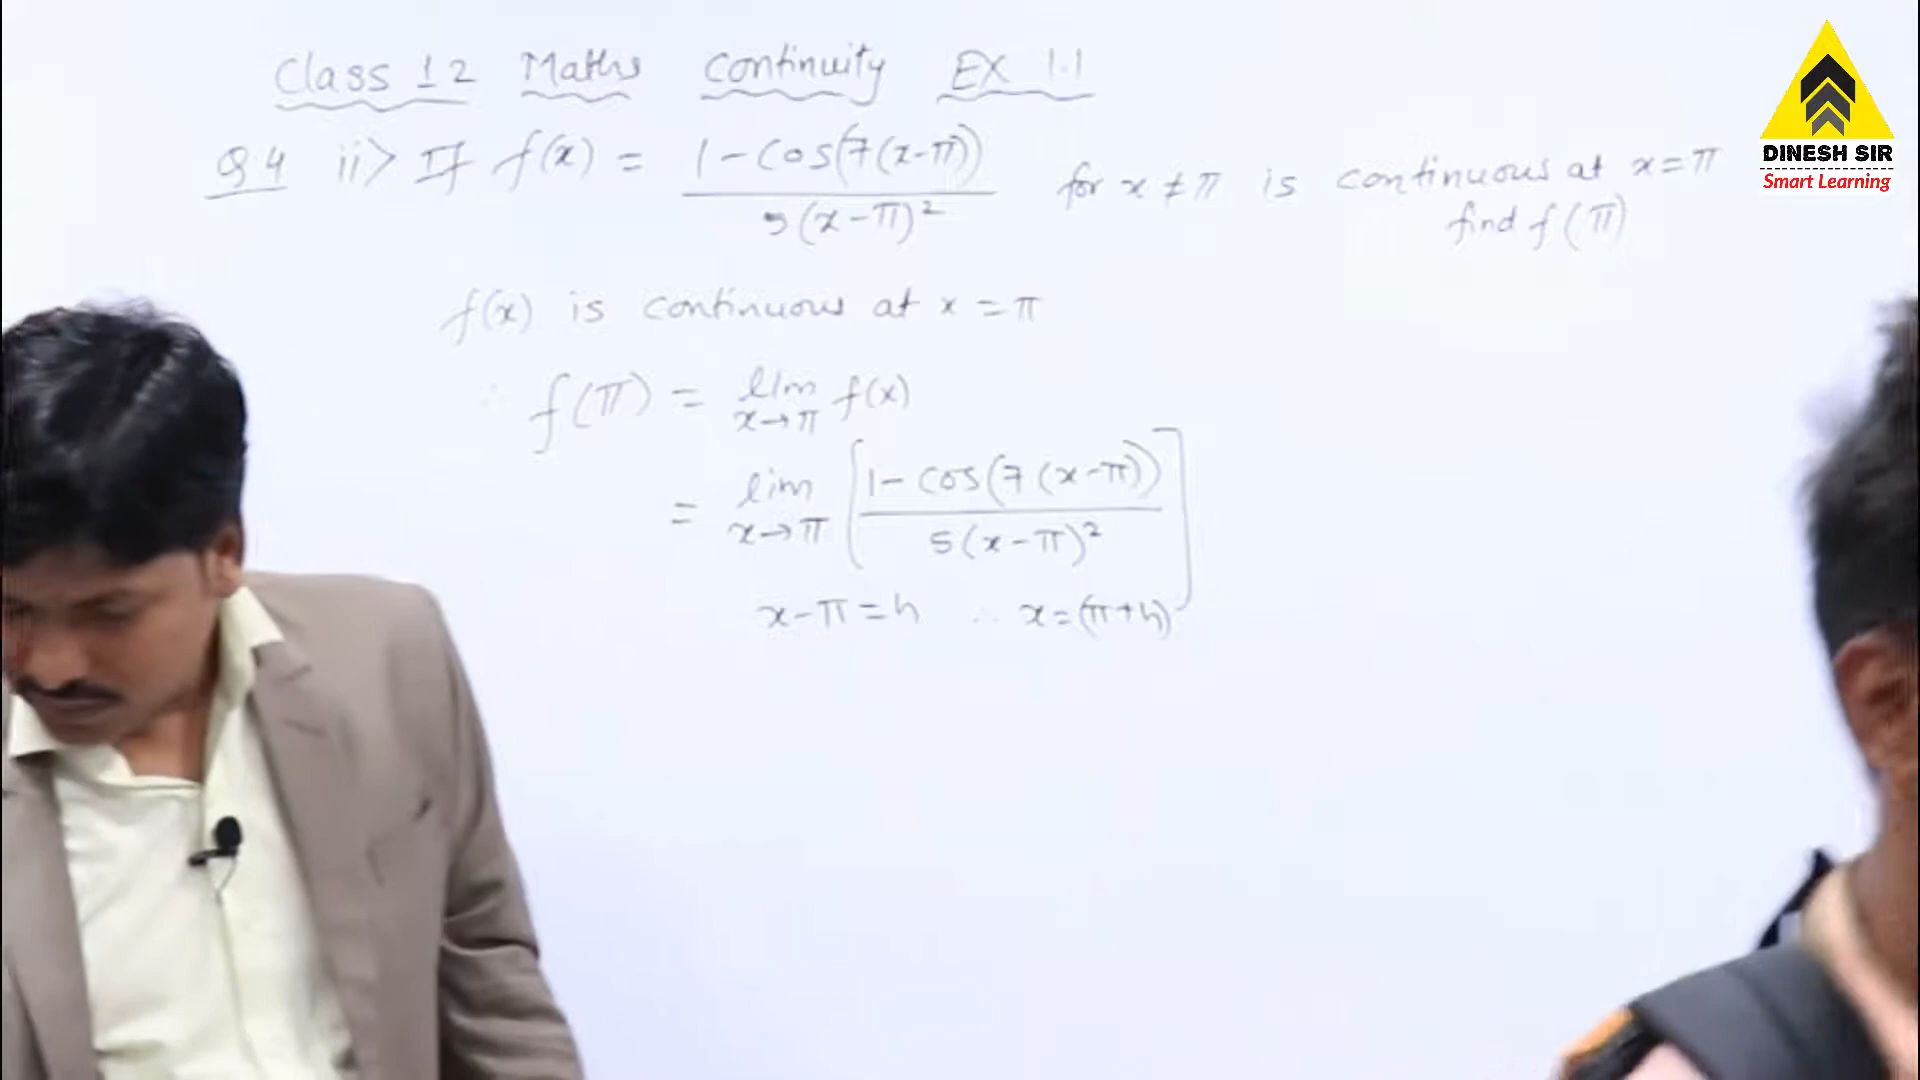 Class 12 Maths Continuity EX 1.1
Q4 ii> If f(x) = 1-Cos(7(x-π)) / 5(x-π)² for x ≠ π is continuous at x=π
find f(π)
f(x) is continuous at x = π
∴ f(π) = lim x→π f(x)
= lim x→π [1-Cos(7(x-π)) / 5(x-π)²]
x-π=h ∴ x=(π+h)
DINESH SIR
Smart Learning